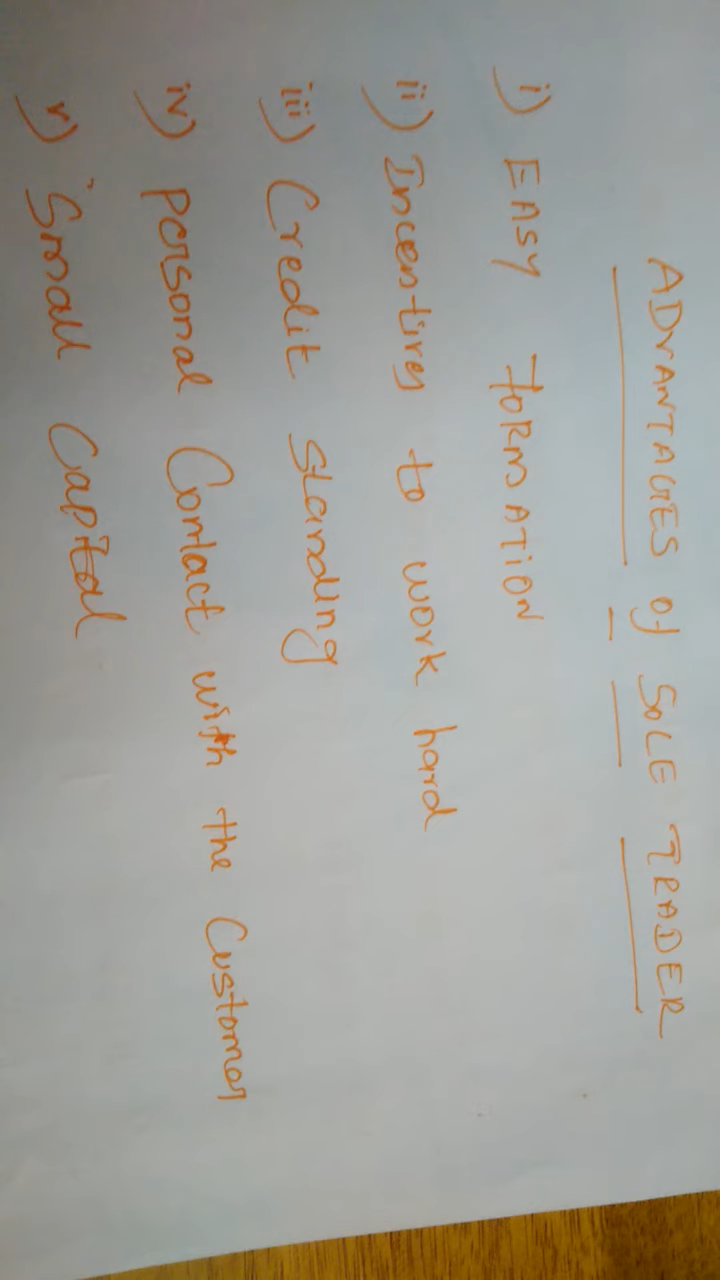 ADVANTAGES of SOLE TRADER
i) EASY FORMATION
ii) Incentives to work hard
iii) Credit standing
iv) personal Contact with the Customer
v) Small Capital